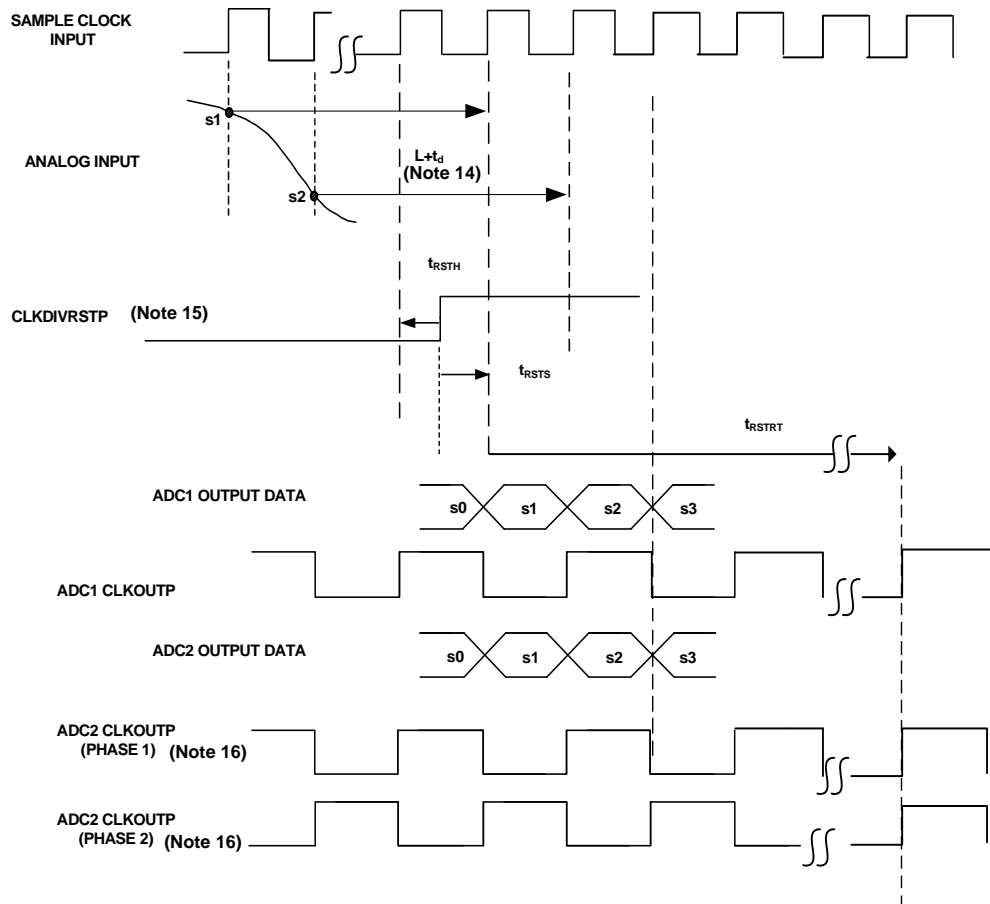 SAMPLE CLOCK
INPUT
s1
ANALOG INPUT
L+td
(Note 14)
s2
tRSTH
CLKDIVRSTP (Note 15)
tRSTS
tRSTRT
ADC1 OUTPUT DATA
s0 s1 s2 s3
ADC1 CLKOUTP
ADC2 OUTPUT DATA
s0 s1 s2 s3
ADC2 CLKOUTP
(PHASE 1) (Note 16)
ADC2 CLKOUTP
(PHASE 2) (Note 16)